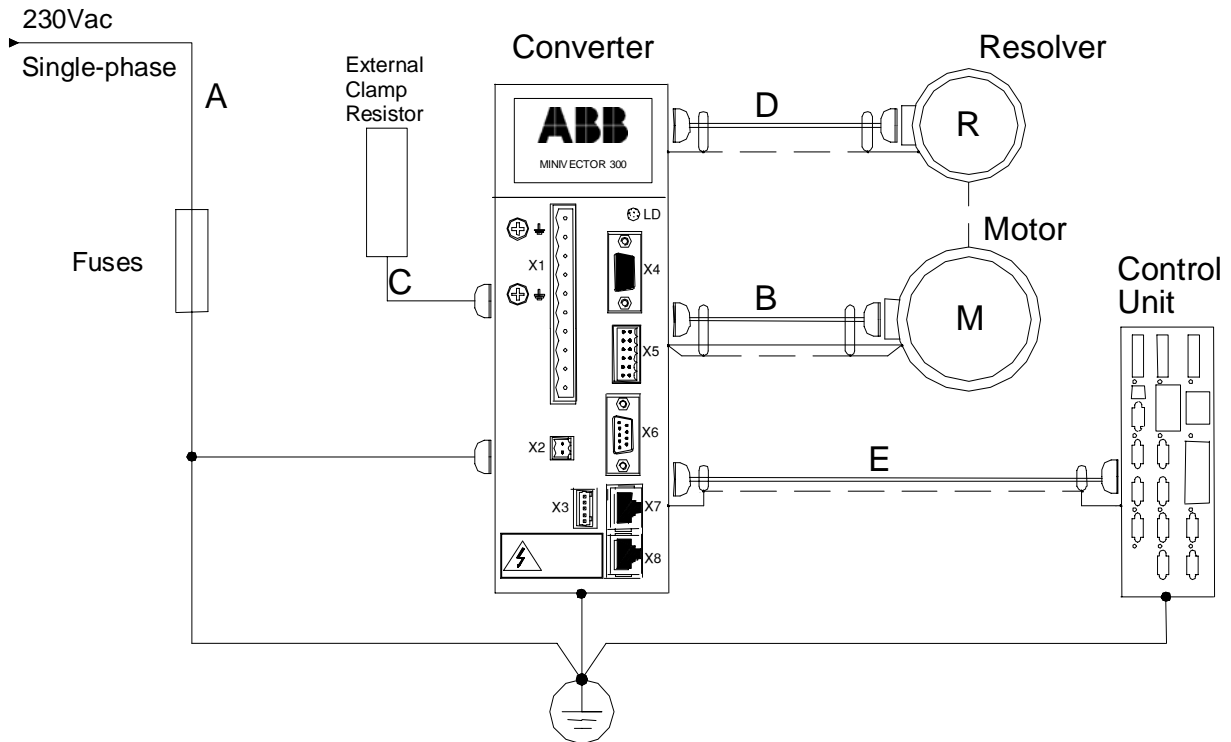 230Vac
Single-phase
A
External
Clamp
Resistor
Fuses
C
Converter
ABB
MINIVECTOR 300
LD
X1
X4
X5
X2
X6
X3
X7
X8
D
Resolver
R
B
Motor
M
E
Control
Unit